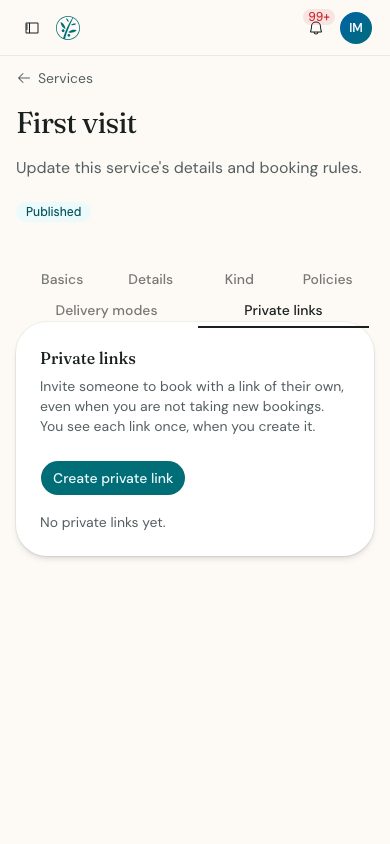 99+
IM
Services
First visit
Update this service's details and booking rules.
Published
Basics Details Kind Policies
Delivery modes Private links
Private links
Invite someone to book with a link of their own,
even when you are not taking new bookings.
You see each link once, when you create it.
Create private link
No private links yet.